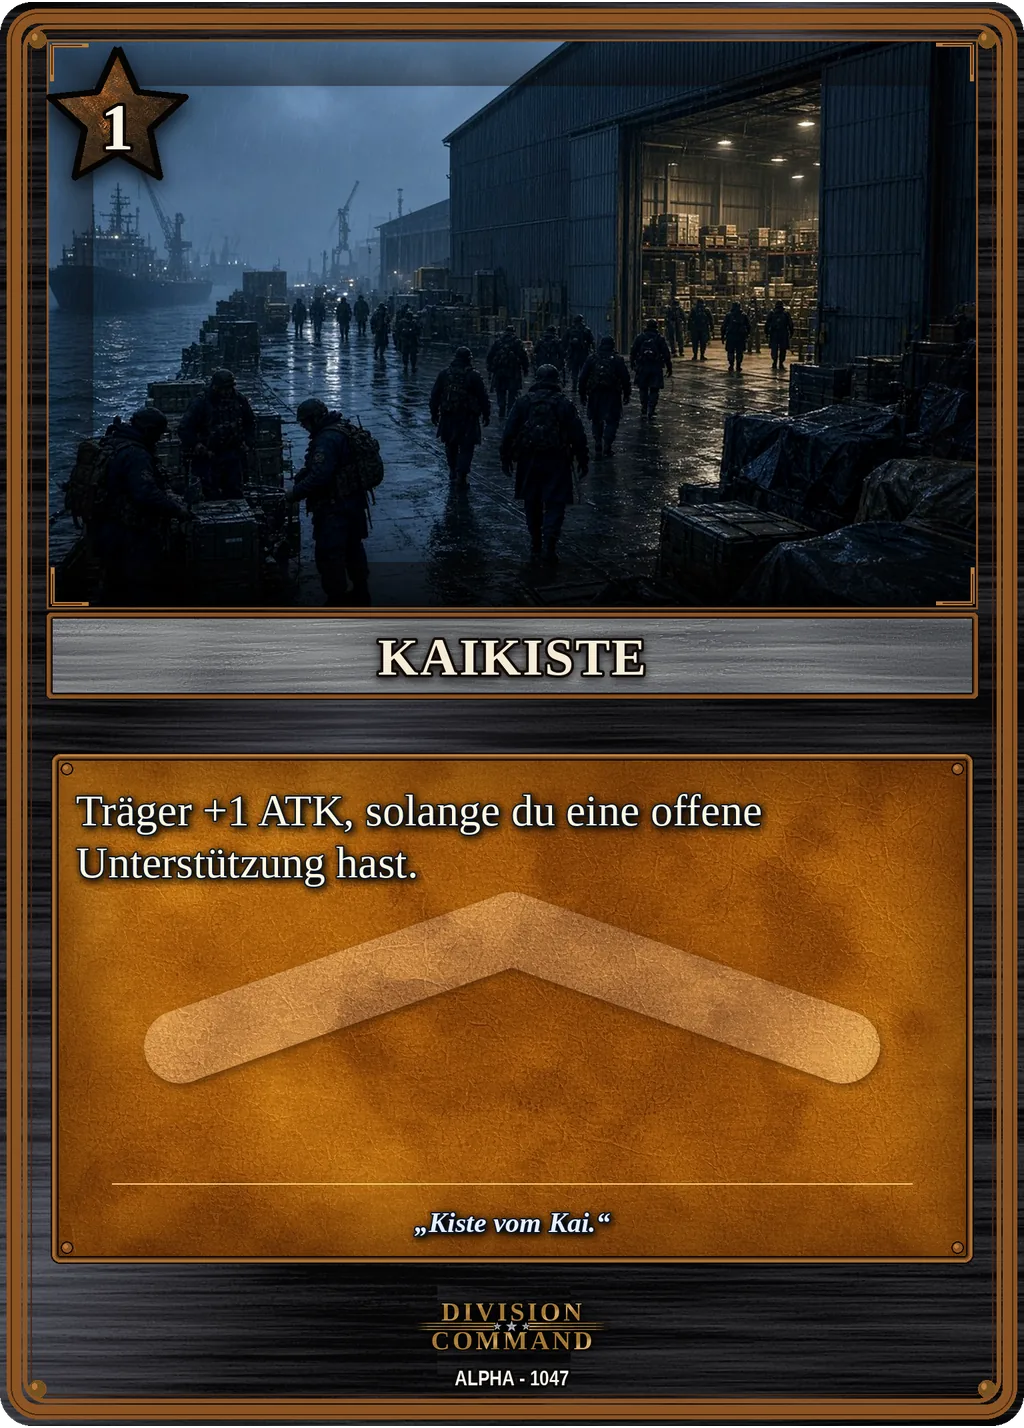 1
KAIKISTE
Träger +1 ATK, solange du eine offene
Unterstützung hast.
„Kiste vom Kai.“
DIVISION
COMMAND
ALPHA - 1047